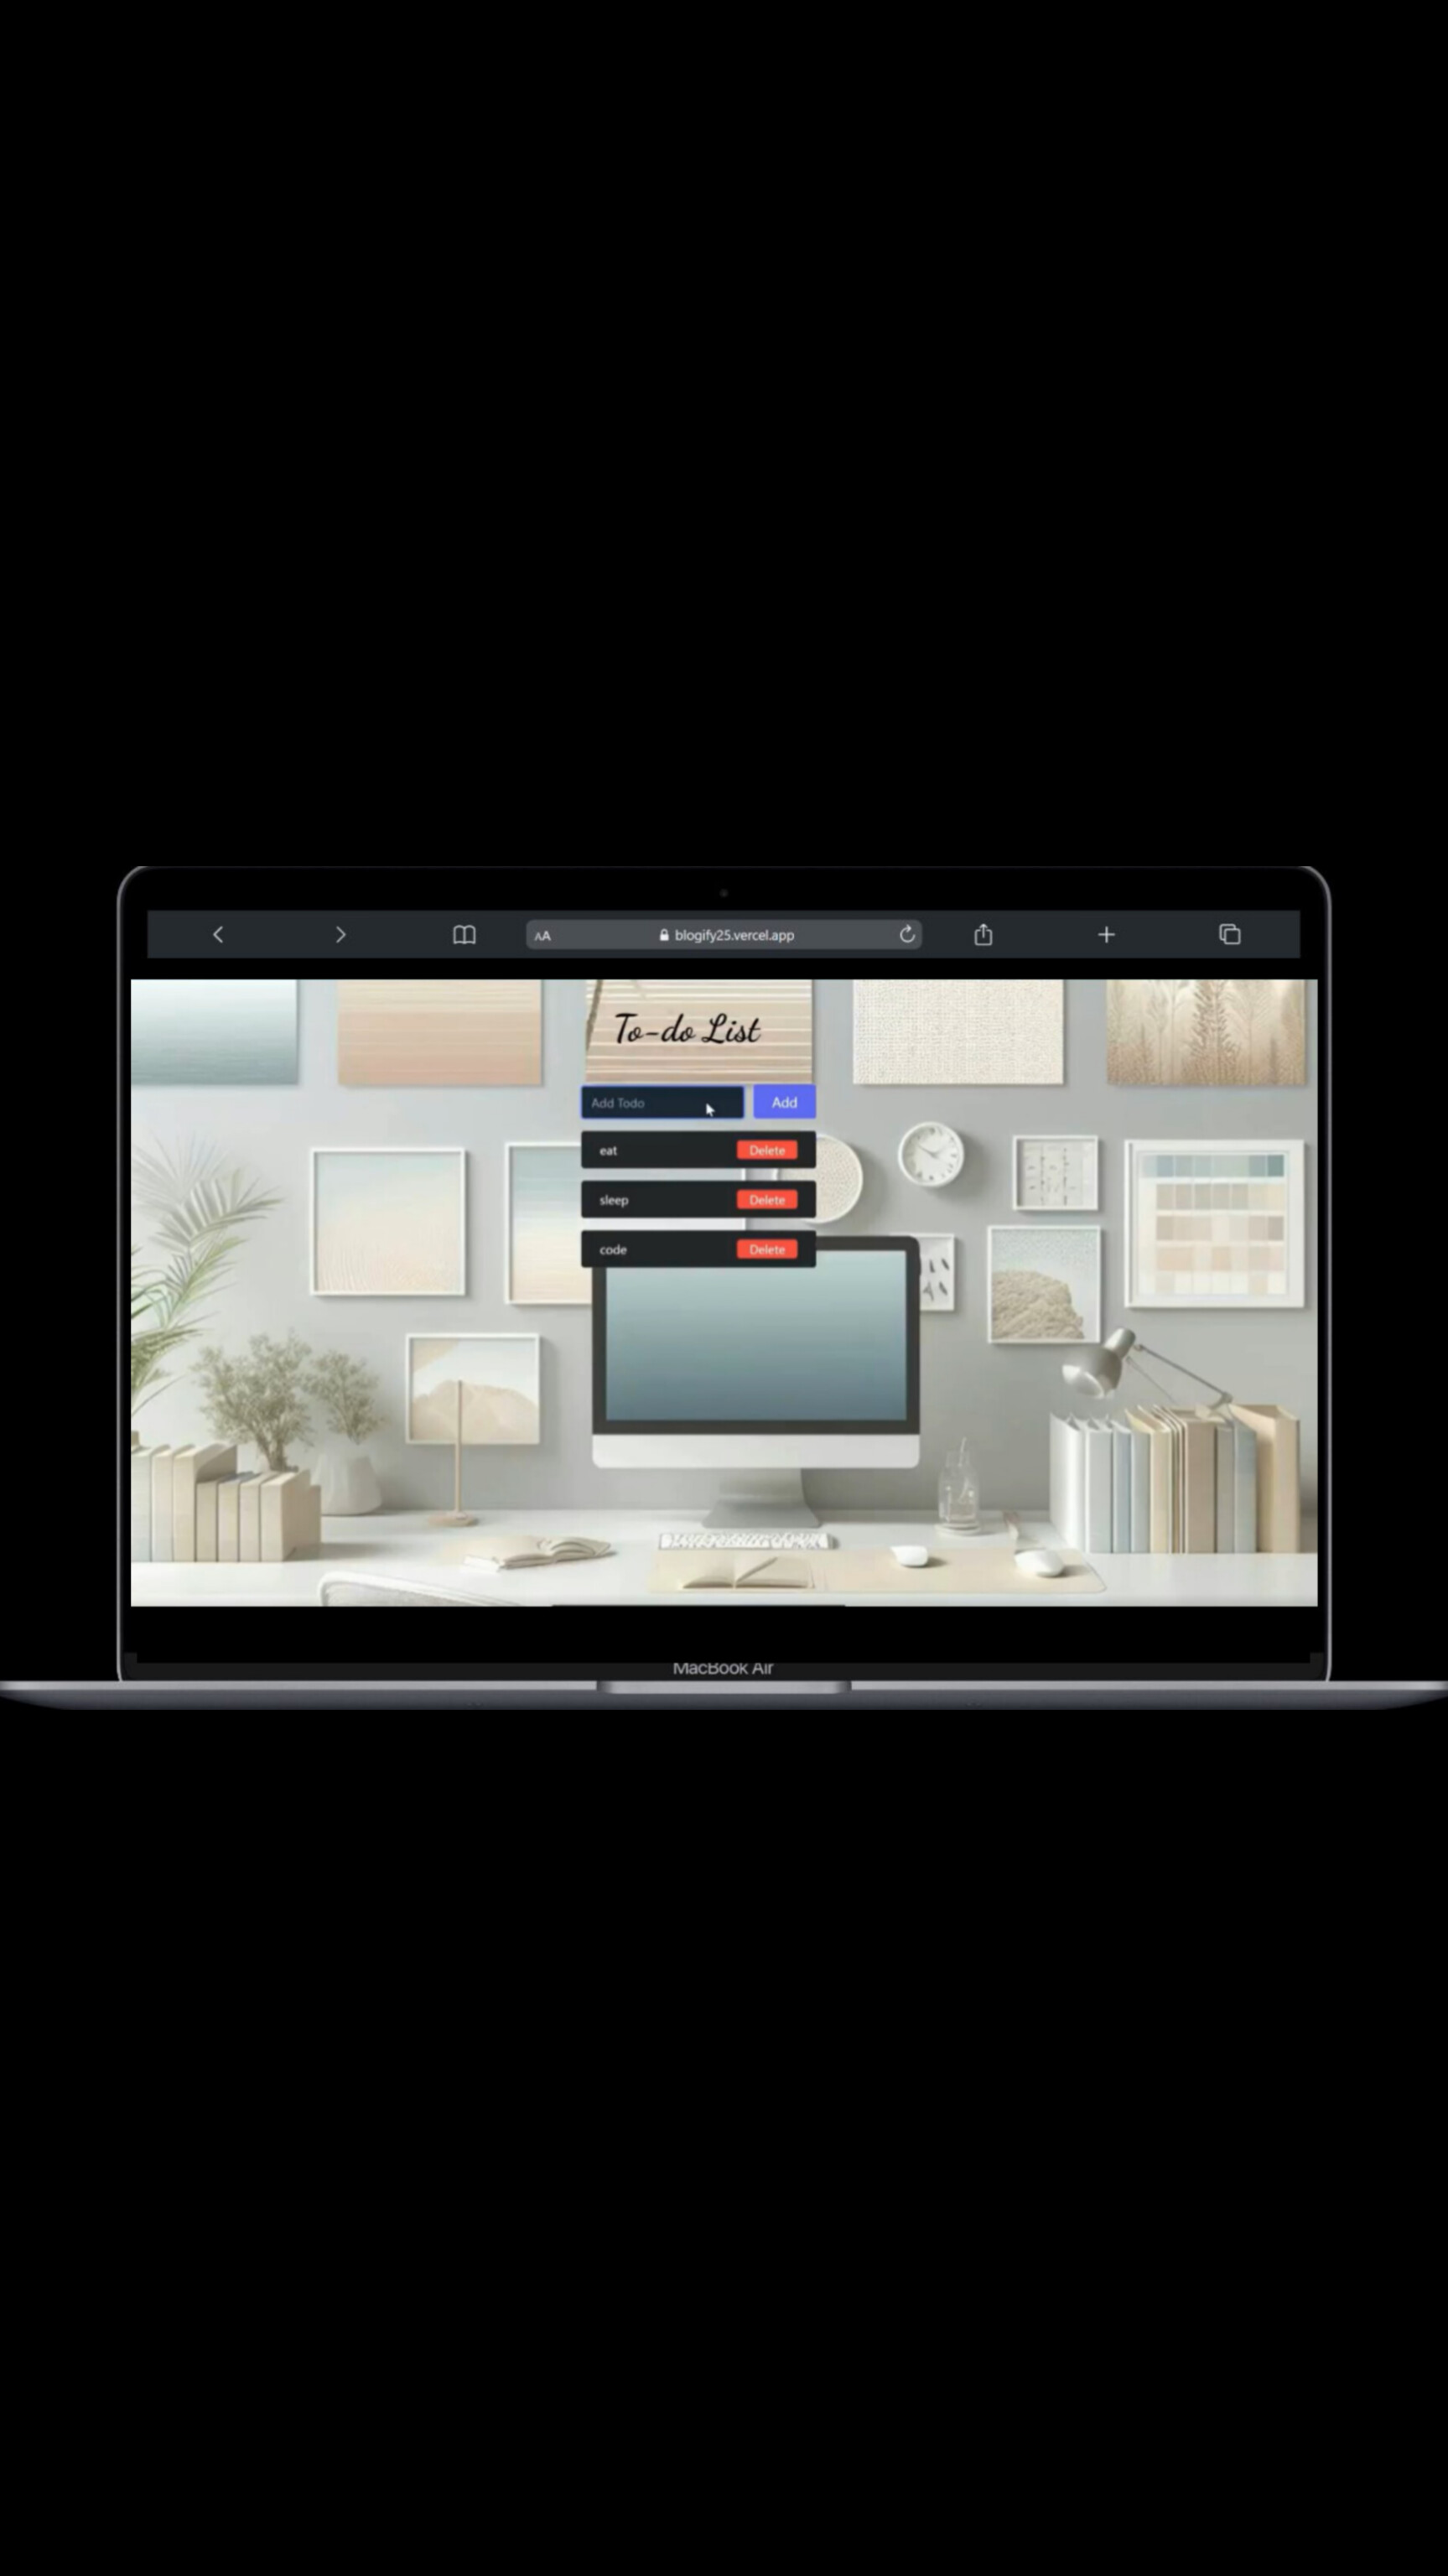 AA blogify25.vercel.app
To-do List
Add Todo Add
eat Delete
sleep Delete
code Delete
MacBook Air